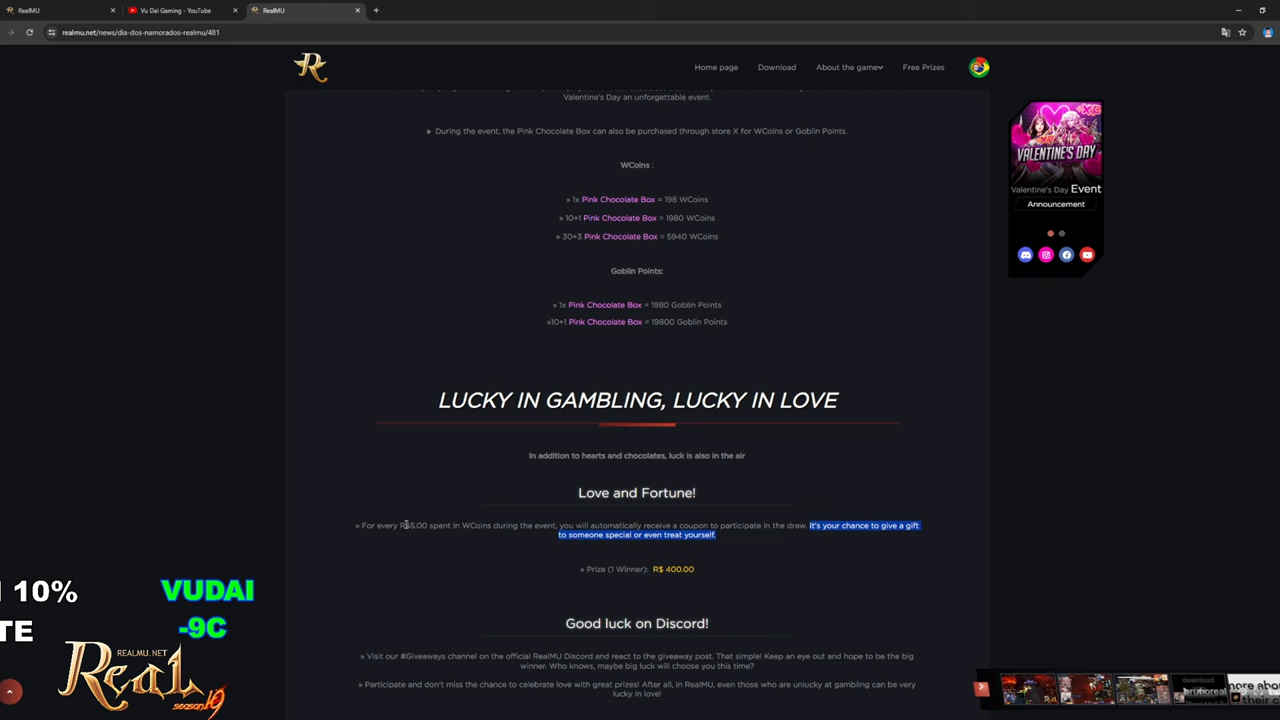 RealMU
Vu Dai Gaming - YouTube
RealMU
realmu.net/news/dia-dos-namorados-realmu/481
Home page
Download
About the game
Free Prizes
Valentine's Day an unforgettable event.
» During the event, the Pink Chocolate Box can also be purchased through store X for WCoins or Goblin Points.
WCoins :
» 1x Pink Chocolate Box = 198 WCoins
» 10+1 Pink Chocolate Box = 1980 WCoins
» 30+3 Pink Chocolate Box = 5940 WCoins
Goblin Points:
» 1x Pink Chocolate Box = 1980 Goblin Points
»10+1 Pink Chocolate Box = 19800 Goblin Points
VALENTINE'S DAY
Valentine's Day Event
Announcement
LUCKY IN GAMBLING, LUCKY IN LOVE
In addition to hearts and chocolates, luck is also in the air
Love and Fortune!
» For every R$5.00 spent in WCoins during the event, you will automatically receive a coupon to participate in the draw. It's your chance to give a gift
to someone special or even treat yourself.
» Prize (1 Winner): R$ 400.00
Good luck on Discord!
» Visit our #Giveaways channel on the official RealMU Discord and react to the giveaway post. That simple! Keep an eye out and hope to be the big
winner. Who knows, maybe big luck will choose you this time?
» Participate and don't miss the chance to celebrate love with great prizes! After all, in RealMU, even those who are unlucky at gambling can be very
lucky in love!
10%
VUDAI
TE
-9C
REALMU.NET
Real
season 19
download
brutoreal
more abou
their o